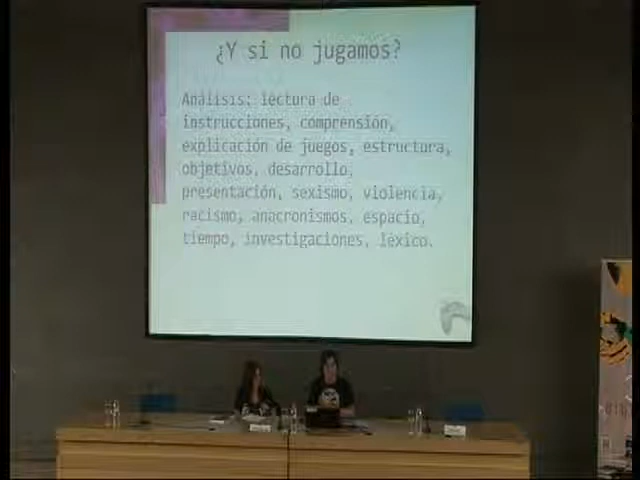 ¿Y si no jugamos?
Análisis: lectura de
instrucciones, comprensión,
explicación de juegos, estructura,
objetivos, desarrollo,
presentación, sexismo, violencia,
racismo, anacronismos, espacio,
tiempo, investigaciones, léxico.